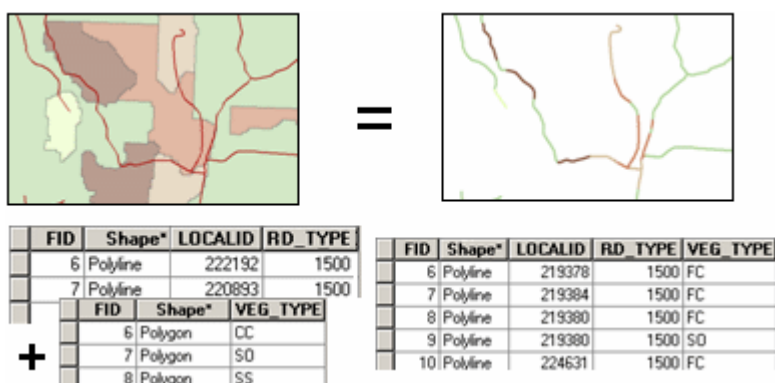 =
FID Shape* LOCALID RD_TYPE
6 Polyline 222192 1500
7 Polyline 220893 1500
+
FID Shape* VEG_TYPE
6 Polygon CC
7 Polygon SO
8 Polygon SS
FID Shape* LOCALID RD_TYPE VEG_TYPE
6 Polyline 219378 1500 FC
7 Polyline 219384 1500 FC
8 Polyline 219380 1500 FC
9 Polyline 219380 1500 SO
10 Polyline 224631 1500 FC